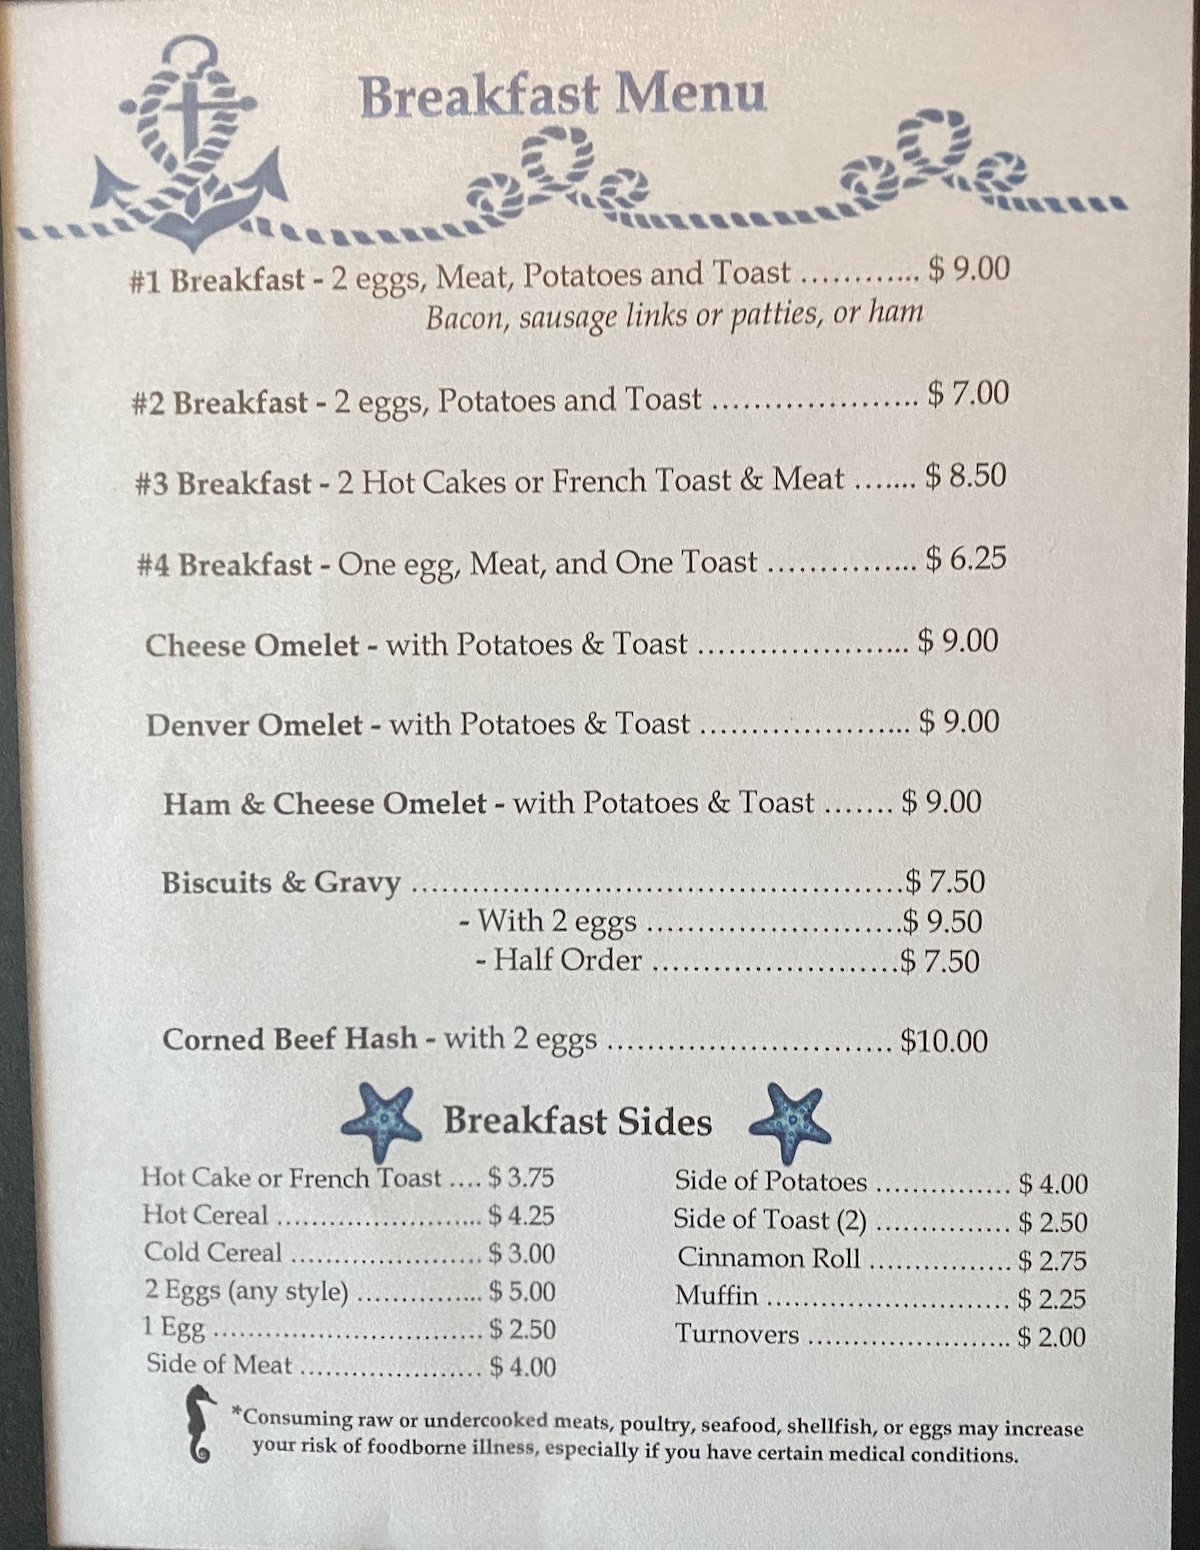 Breakfast Menu
#1 Breakfast - 2 eggs, Meat, Potatoes and Toast ............ $ 9.00
Bacon, sausage links or patties, or ham
#2 Breakfast - 2 eggs, Potatoes and Toast .................... $ 7.00
#3 Breakfast - 2 Hot Cakes or French Toast & Meat ....... $ 8.50
#4 Breakfast - One egg, Meat, and One Toast ............... $ 6.25
Cheese Omelet - with Potatoes & Toast ..................... $ 9.00
Denver Omelet - with Potatoes & Toast ..................... $ 9.00
Ham & Cheese Omelet - with Potatoes & Toast ....... $ 9.00
Biscuits & Gravy .................................................$ 7.50
- With 2 eggs ..........................$ 9.50
- Half Order .........................$ 7.50
Corned Beef Hash - with 2 eggs ............................ $10.00
Breakfast Sides
Hot Cake or French Toast .... $ 3.75
Hot Cereal ......................... $ 4.25
Cold Cereal ....................... $ 3.00
2 Eggs (any style) ............... $ 5.00
1 Egg ................................. $ 2.50
Side of Meat ...................... $ 4.00
Side of Potatoes ................ $ 4.00
Side of Toast (2) ................ $ 2.50
Cinnamon Roll ................. $ 2.75
Muffin ............................. $ 2.25
Turnovers ........................ $ 2.00
*Consuming raw or undercooked meats, poultry, seafood, shellfish, or eggs may increase
your risk of foodborne illness, especially if you have certain medical conditions.